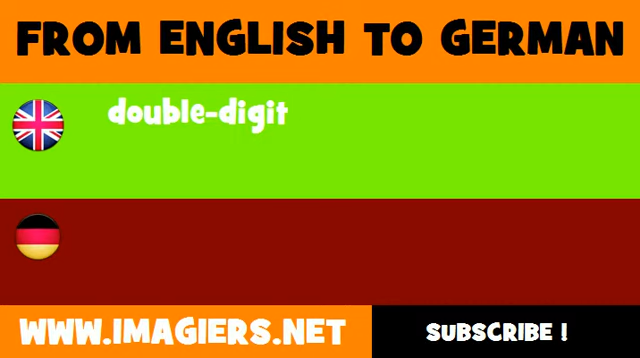 FROM ENGLISH TO GERMAN
double-digit
WWW.IMAGIERS.NET
SUBSCRIBE !